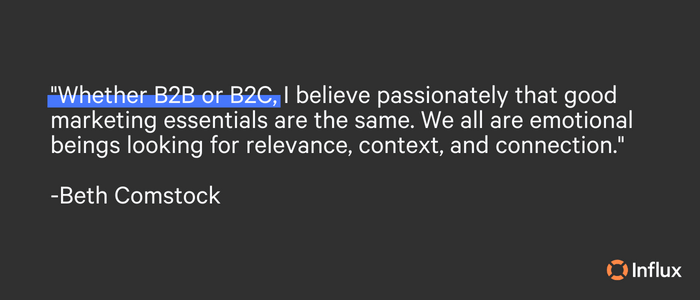 "Whether B2B or B2C, I believe passionately that good
marketing essentials are the same. We all are emotional
beings looking for relevance, context, and connection."
-Beth Comstock
Influx